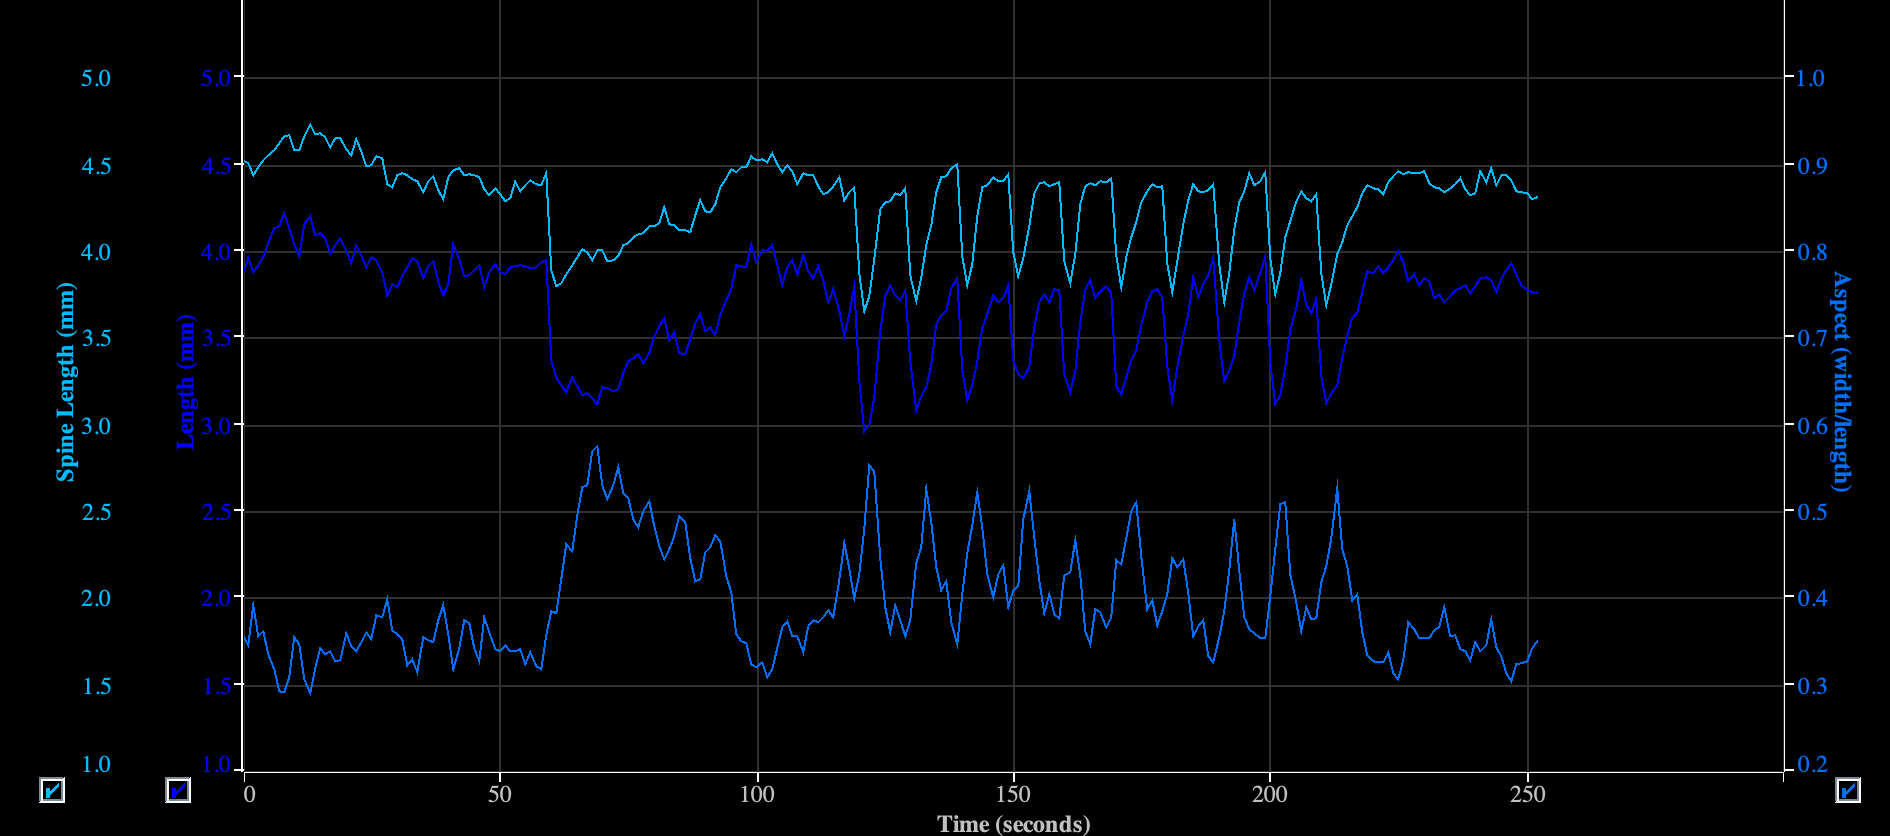 5.0 5.0 1.0
4.5 4.5 0.9
4.0 4.0 0.8
3.5 3.5 0.7
3.0 3.0 0.6
2.5 2.5 0.5
2.0 2.0 0.4
1.5 1.5 0.3
1.0 1.0 0.2
Spine Length (mm)
Length (mm)
Aspect (width/length)
0 50 100 150 200 250
Time (seconds)